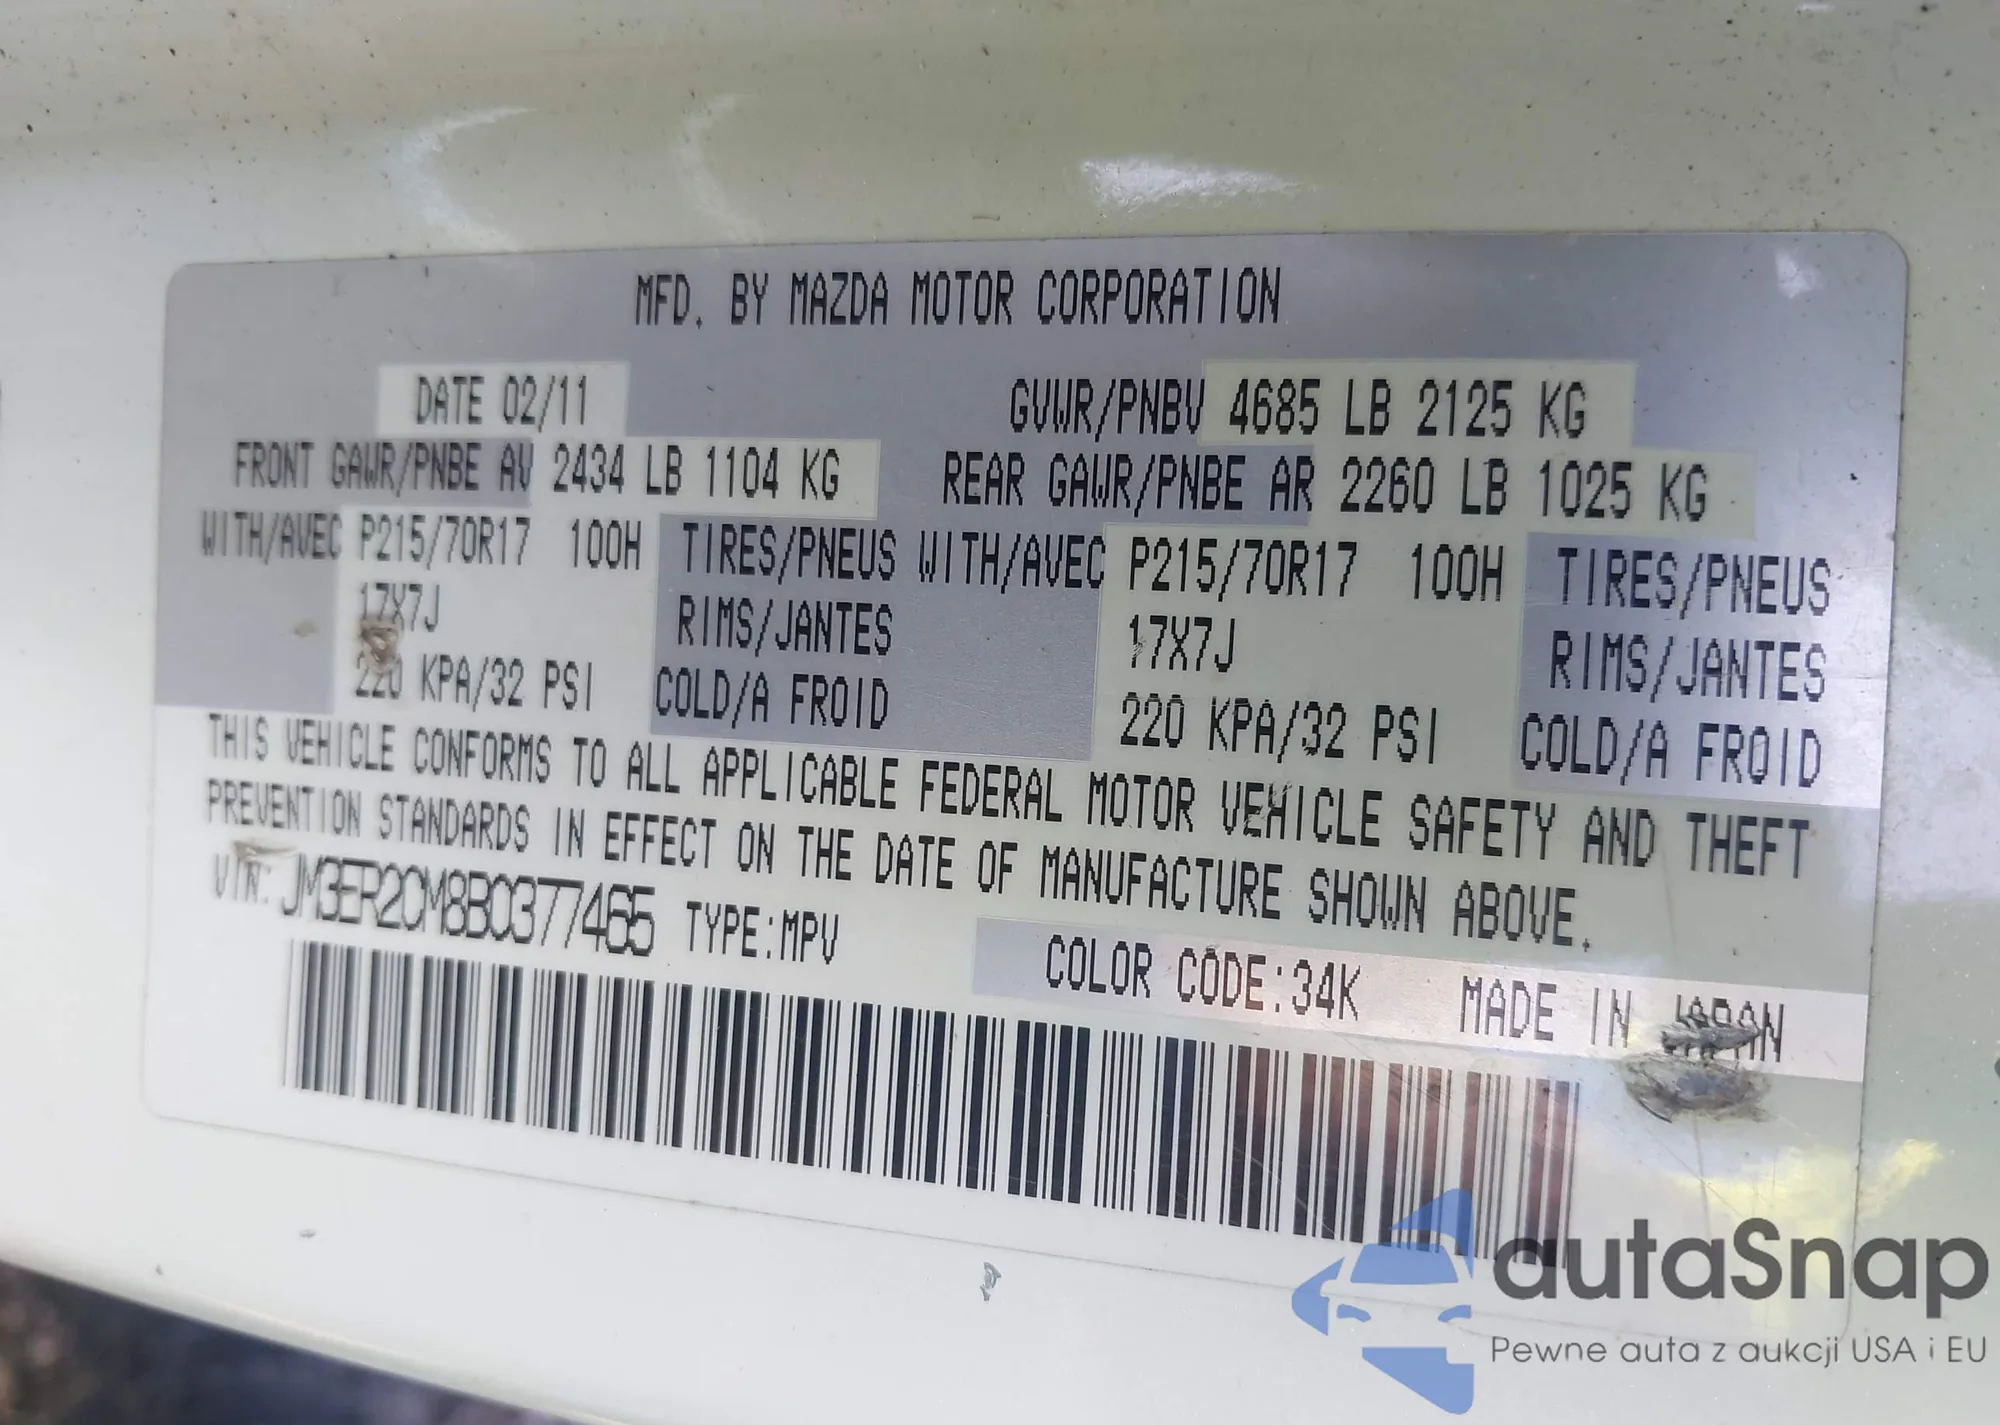 MFD. BY MAZDA MOTOR CORPORATION
DATE 02/11 GVWR/PNBV 4685 LB 2125 KG
FRONT GAWR/PNBE AV 2434 LB 1104 KG REAR GAWR/PNBE AR 2260 LB 1025 KG
WITH/AVEC P215/70R17 100H TIRES/PNEUS WITH/AVEC P215/70R17 100H TIRES/PNEUS
17X7J RIMS/JANTES 17X7J RIMS/JANTES
220 KPA/32 PSI COLD/A FROID 220 KPA/32 PSI COLD/A FROID
THIS VEHICLE CONFORMS TO ALL APPLICABLE FEDERAL MOTOR VEHICLE SAFETY AND THEFT
PREVENTION STANDARDS IN EFFECT ON THE DATE OF MANUFACTURE SHOWN ABOVE.
VIN: JM3ER2CM8B0377465 TYPE:MPV
COLOR CODE:34K MADE IN JAPAN
autaSnap
Pewne auta z aukcji USA i EU